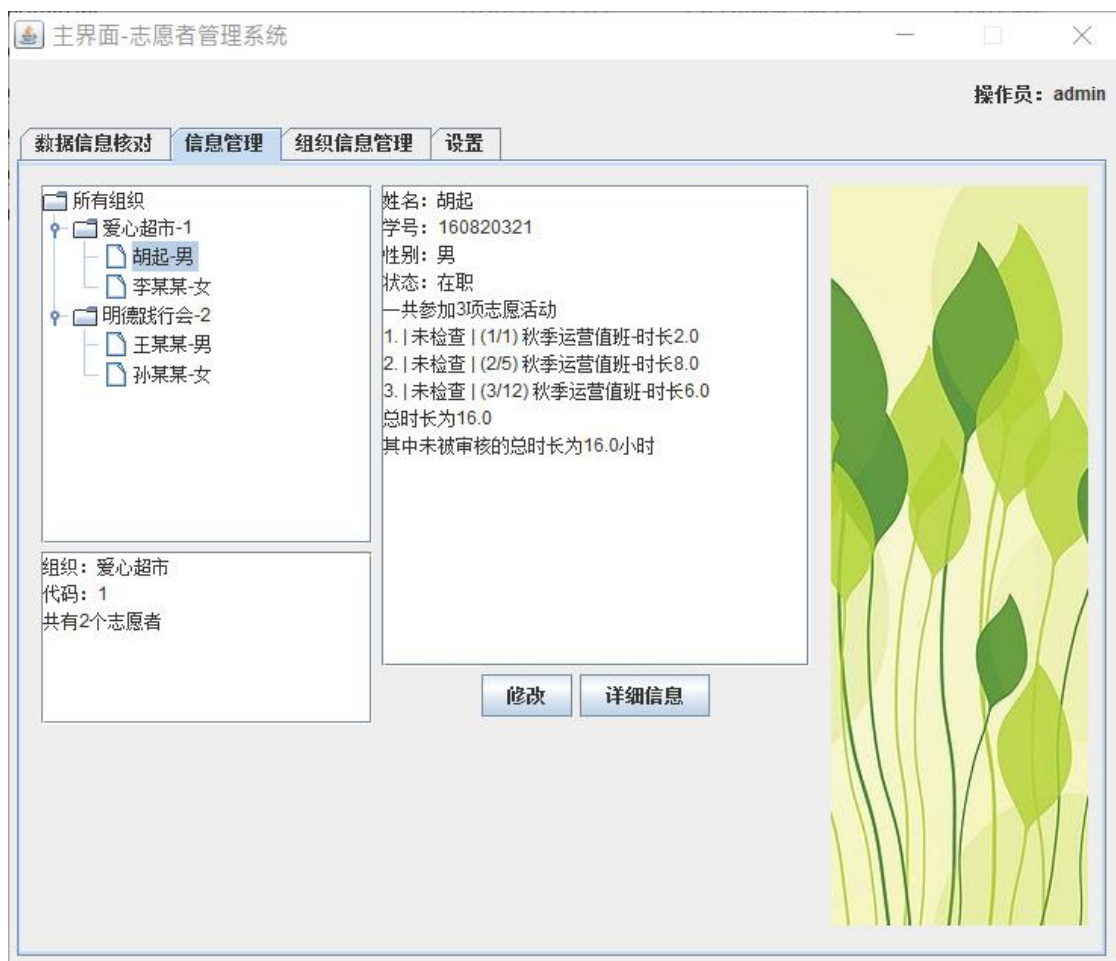 主界面-志愿者管理系统
操作员：admin
数据信息核对 信息管理 组织信息管理 设置
所有组织
爱心超市-1
胡起-男
李某某-女
明德践行会-2
王某某-男
孙某某-女
组织：爱心超市
代码：1
共有2个志愿者
姓名：胡起
学号：160820321
性别：男
状态：在职
一共参加3项志愿活动
1. | 未检查 | (1/1) 秋季运营值班-时长2.0
2. | 未检查 | (2/5) 秋季运营值班-时长8.0
3. | 未检查 | (3/12) 秋季运营值班-时长6.0
总时长为16.0
其中未被审核的总时长为16.0小时
修改 详细信息